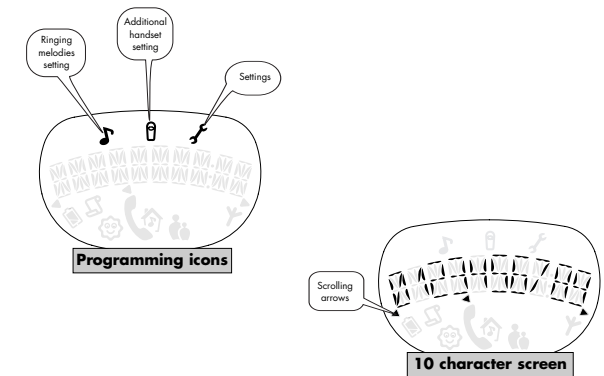 Additional
handset
setting
Ringing
melodies
setting
Settings
Programming icons
Scrolling
arrows
10 character screen